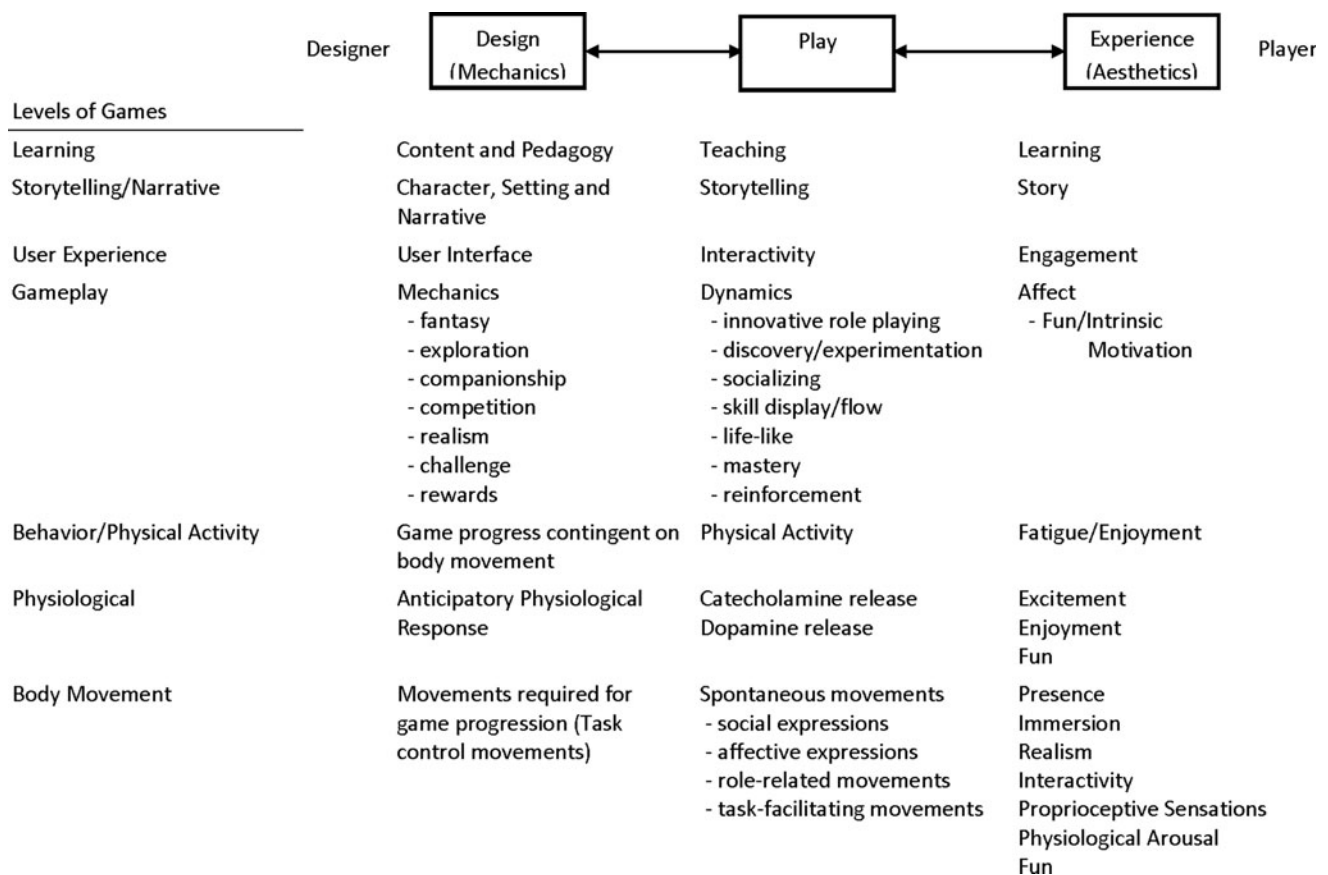 Designer
Design
(Mechanics)
Play
Experience
(Aesthetics)
Player
Levels of Games
Learning
Content and Pedagogy
Teaching
Learning
Storytelling/Narrative
Character, Setting and
Narrative
Storytelling
Story
User Experience
User Interface
Interactivity
Engagement
Gameplay
Mechanics
- fantasy
- exploration
- companionship
- competition
- realism
- challenge
- rewards
Dynamics
- innovative role playing
- discovery/experimentation
- socializing
- skill display/flow
- life-like
- mastery
- reinforcement
Affect
- Fun/Intrinsic
Motivation
Behavior/Physical Activity
Game progress contingent on
body movement
Physical Activity
Fatigue/Enjoyment
Physiological
Anticipatory Physiological
Response
Catecholamine release
Dopamine release
Excitement
Enjoyment
Fun
Body Movement
Movements required for
game progression (Task
control movements)
Spontaneous movements
- social expressions
- affective expressions
- role-related movements
- task-facilitating movements
Presence
Immersion
Realism
Interactivity
Proprioceptive Sensations
Physiological Arousal
Fun